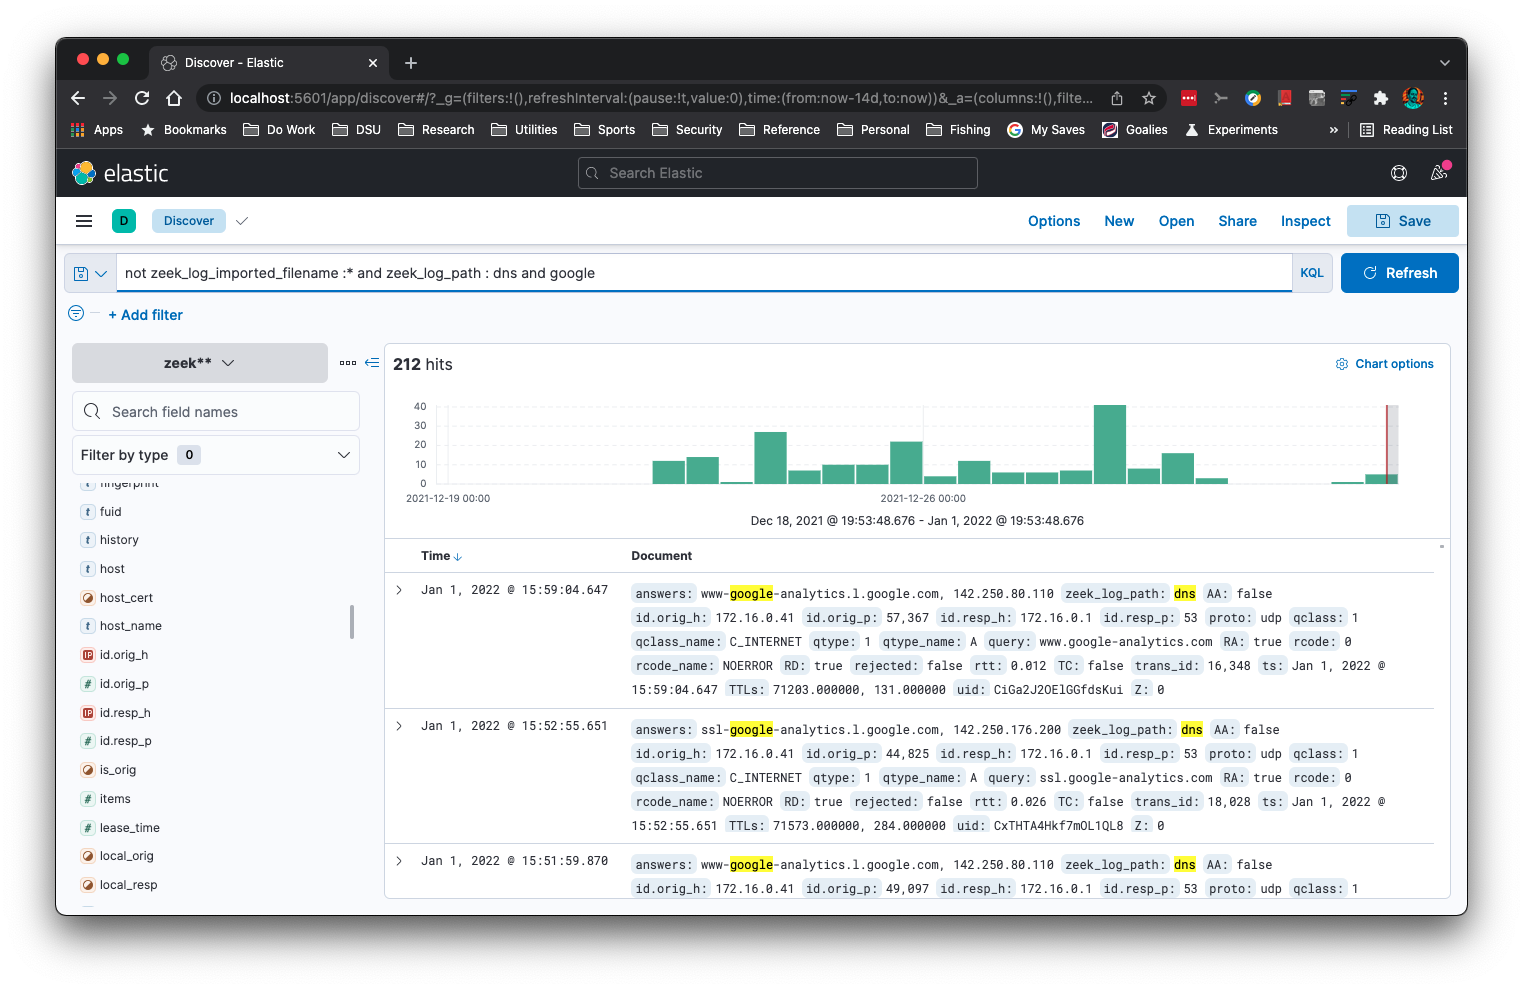 Discover - Elastic
localhost:5601/app/discover#/?_g=(filters:!(),refreshInterval:(pause:!t,value:0),time:(from:now-14d,to:now))&_a=(columns:!(),filte...
Apps Bookmarks Do Work DSU Research Utilities Sports Security Reference Personal Fishing My Saves Goalies Experiments » Reading List
elastic Search Elastic
D Discover Options New Open Share Inspect Save
not zeek_log_imported_filename :* and zeek_log_path : dns and google KQL Refresh
+ Add filter
zeek**
Search field names
Filter by type 0
fingerprint
t fuid
t history
t host
host_cert
t host_name
IP id.orig_h
# id.orig_p
IP id.resp_h
# id.resp_p
is_orig
# items
# lease_time
local_orig
local_resp
212 hits Chart options
40
30
20
10
0
2021-12-19 00:00 2021-12-26 00:00
Dec 18, 2021 @ 19:53:48.676 - Jan 1, 2022 @ 19:53:48.676
Time Document
Jan 1, 2022 @ 15:59:04.647 answers: www-google-analytics.l.google.com, 142.250.80.110 zeek_log_path: dns AA: false
id.orig_h: 172.16.0.41 id.orig_p: 57,367 id.resp_h: 172.16.0.1 id.resp_p: 53 proto: udp qclass: 1
qclass_name: C_INTERNET qtype: 1 qtype_name: A query: www.google-analytics.com RA: true rcode: 0
rcode_name: NOERROR RD: true rejected: false rtt: 0.012 TC: false trans_id: 16,348 ts: Jan 1, 2022 @
15:59:04.647 TTLs: 71203.000000, 131.000000 uid: CiGa2J2OElGGfdsKui Z: 0
Jan 1, 2022 @ 15:52:55.651 answers: ssl-google-analytics.l.google.com, 142.250.176.200 zeek_log_path: dns AA: false
id.orig_h: 172.16.0.41 id.orig_p: 44,825 id.resp_h: 172.16.0.1 id.resp_p: 53 proto: udp qclass: 1
qclass_name: C_INTERNET qtype: 1 qtype_name: A query: ssl.google-analytics.com RA: true rcode: 0
rcode_name: NOERROR RD: true rejected: false rtt: 0.026 TC: false trans_id: 18,028 ts: Jan 1, 2022 @
15:52:55.651 TTLs: 71573.000000, 284.000000 uid: CxTHTA4Hkf7mOL1QL8 Z: 0
Jan 1, 2022 @ 15:51:59.870 answers: www-google-analytics.l.google.com, 142.250.80.110 zeek_log_path: dns AA: false
id.orig_h: 172.16.0.41 id.orig_p: 49,097 id.resp_h: 172.16.0.1 id.resp_p: 53 proto: udp qclass: 1